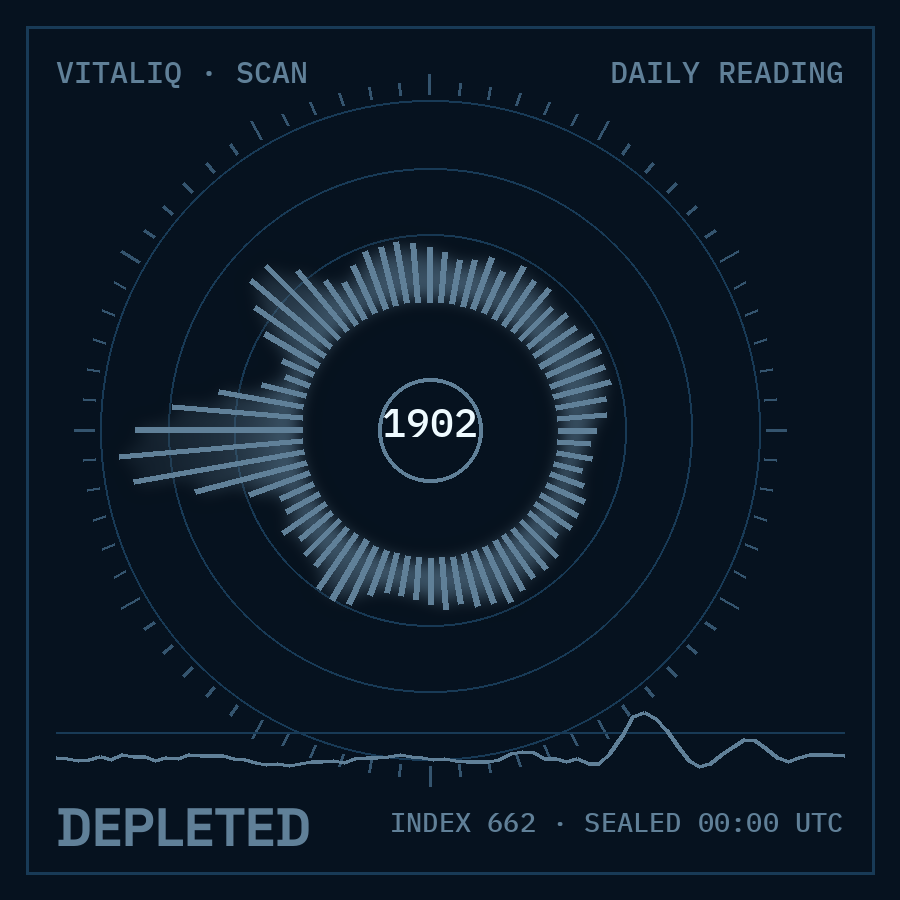 VITALIQ · SCAN
DAILY READING
1902
DEPLETED
INDEX 662 · SEALED 00:00 UTC